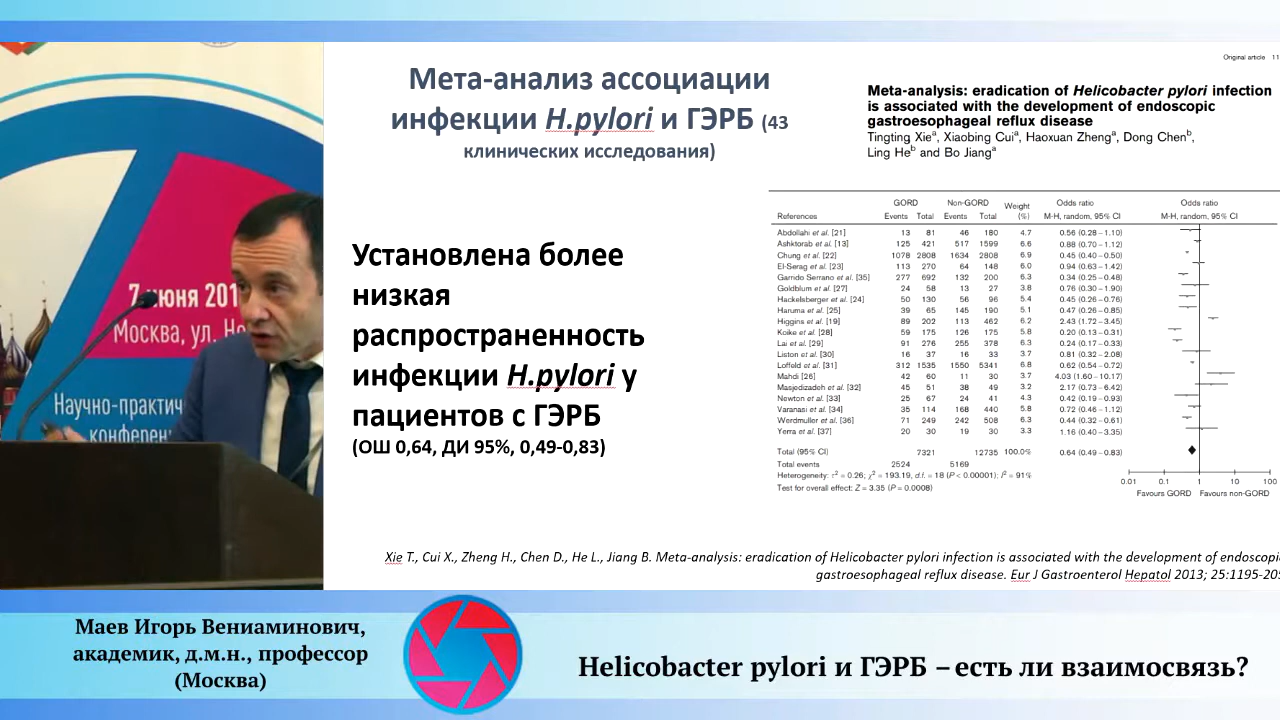 7 июня 201
Москва, ул. Но
Научно-практич
конферен
Мета-анализ ассоциации
инфекции H.pylori и ГЭРБ (43
клинических исследования)
Установлена более
низкая
распространенность
инфекции H.pylori у
пациентов с ГЭРБ
(ОШ 0,64, ДИ 95%, 0,49-0,83)
Original article 11
Meta-analysis: eradication of Helicobacter pylori infection
is associated with the development of endoscopic
gastroesophageal reflux disease
Tingting Xieª, Xiaobing Cuiª, Haoxuan Zhengª, Dong Chenᵇ,
Ling Heᵇ and Bo Jiangª
GORD Non-GORD Weight Odds ratio Odds ratio
References Events Total Events Total (%) M-H, random, 95% CI M-H, random, 95% CI
Abdollahi et al. [21] 13 81 46 180 4.7 0.56 (0.28–1.10)
Ashktorab et al. [13] 125 421 517 1599 6.6 0.88 (0.70–1.12)
Chung et al. [22] 1078 2808 1634 2808 6.9 0.45 (0.40–0.50)
El-Serag et al. [23] 113 270 64 148 6.0 0.94 (0.63–1.42)
Garrido Serrano et al. [35] 277 692 132 200 6.3 0.34 (0.25–0.48)
Goldblum et al. [27] 24 58 13 27 3.8 0.76 (0.30–1.90)
Hackelsberger et al. [24] 50 130 56 96 5.4 0.45 (0.26–0.76)
Haruma et al. [25] 39 65 145 190 5.1 0.47 (0.26–0.85)
Higgins et al. [19] 89 202 113 462 6.2 2.43 (1.72–3.45)
Koike et al. [28] 59 175 126 175 5.8 0.20 (0.13–0.31)
Lai et al. [29] 91 276 255 378 6.3 0.24 (0.17–0.33)
Liston et al. [30] 16 37 16 33 3.7 0.81 (0.32–2.08)
Loffeld et al. [31] 312 1535 1550 5341 6.8 0.62 (0.54–0.72)
Mahdi [26] 42 60 11 30 3.7 4.03 (1.60–10.17)
Masjedizadeh et al. [32] 45 51 38 49 3.2 2.17 (0.73–6.42)
Newton et al. [33] 25 67 24 41 4.3 0.42 (0.19–0.93)
Varanasi et al. [34] 35 114 168 440 5.8 0.72 (0.46–1.12)
Werdmuller et al. [36] 71 249 242 508 6.3 0.44 (0.32–0.61)
Yerra et al. [37] 20 30 19 30 3.3 1.16 (0.40–3.35)
Total (95% CI) 7321 12735 100.0% 0.64 (0.49–0.83)
Total events 2524 5169
Heterogeneity: τ² = 0.26; χ² = 193.19, d.f. = 18 (P < 0.00001); I² = 91%
Test for overall effect: Z = 3.35 (P = 0.0008)
0.01 0.1 1 10 100
Favours GORD Favours non-GORD
Xie T., Cui X., Zheng H., Chen D., He L., Jiang B. Meta-analysis: eradication of Helicobacter pylori infection is associated with the development of endoscopi
gastroesophageal reflux disease. Eur J Gastroenterol Hepatol 2013; 25:1195-205
Маев Игорь Вениаминович,
академик, д.м.н., профессор
(Москва)
Helicobacter pylori и ГЭРБ – есть ли взаимосвязь?